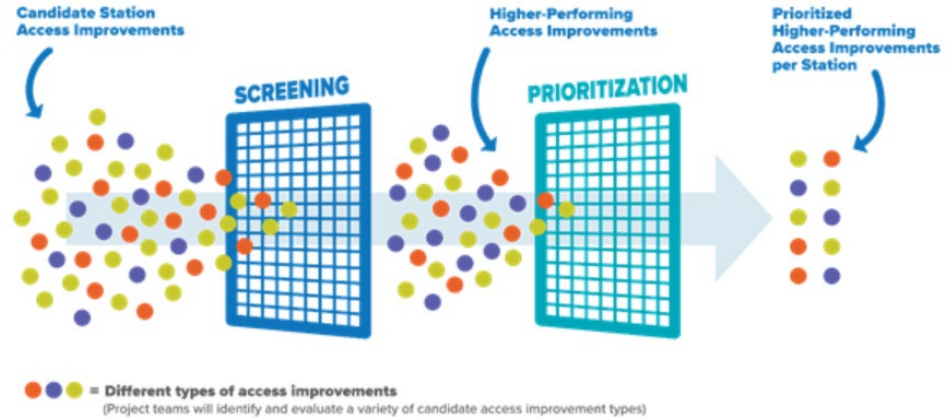 Candidate Station
Access Improvements
Higher-Performing
Access Improvements
Prioritized
Higher-Performing
Access Improvements
per Station
SCREENING
PRIORITIZATION
= Different types of access improvements
(Project teams will identify and evaluate a variety of candidate access improvement types)